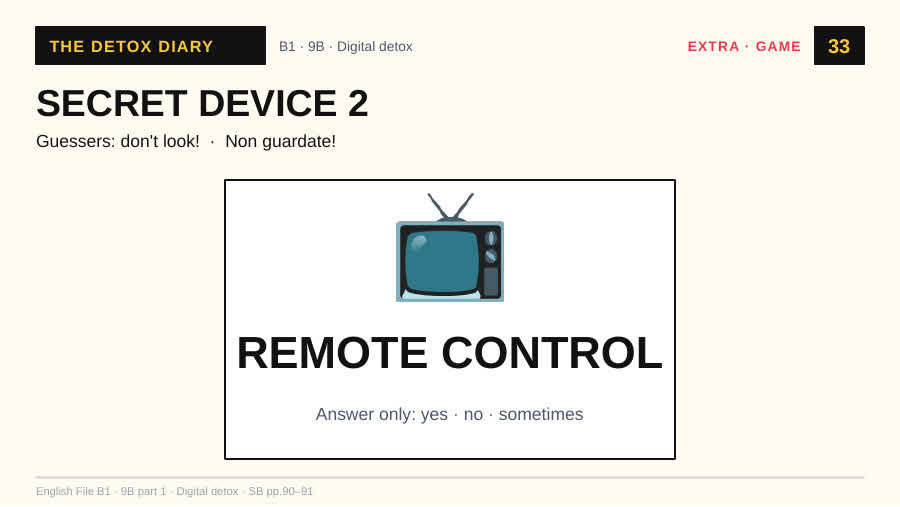 THE DETOX DIARY
B1 · 9B · Digital detox
EXTRA · GAME
33
SECRET DEVICE 2
Guessers: don't look! · Non guardate!
REMOTE CONTROL
Answer only: yes · no · sometimes
English File B1 · 9B part 1 · Digital detox · SB pp.90–91